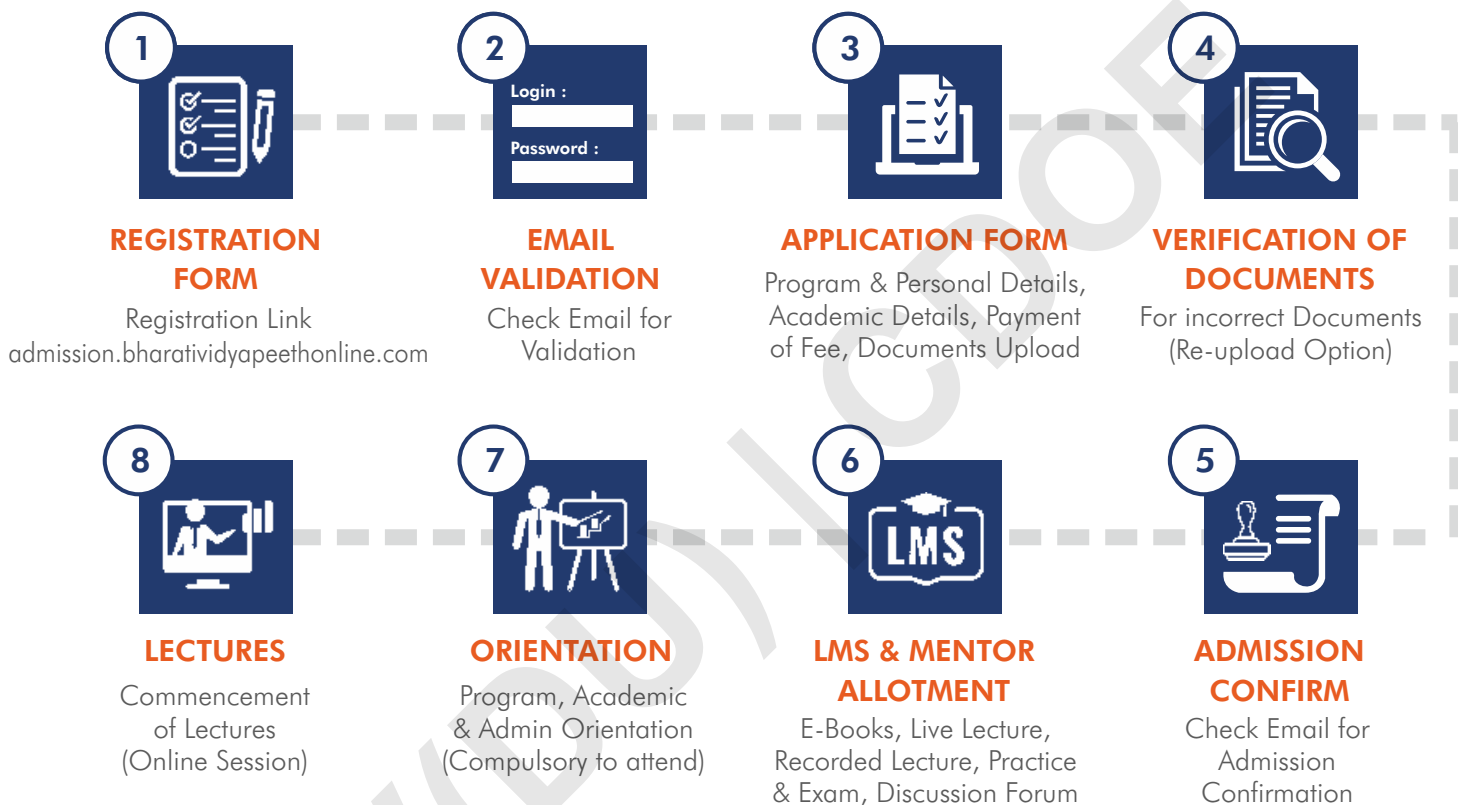 1
REGISTRATION
FORM
Registration Link
admission.bharatividyapeethonline.com
2
Login :
Password :
EMAIL
VALIDATION
Check Email for
Validation
3
APPLICATION FORM
Program & Personal Details,
Academic Details, Payment
of Fee, Documents Upload
4
VERIFICATION OF
DOCUMENTS
For incorrect Documents
(Re-upload Option)
5
ADMISSION
CONFIRM
Check Email for
Admission
Confirmation
6
LMS
LMS & MENTOR
ALLOTMENT
E-Books, Live Lecture,
Recorded Lecture, Practice
& Exam, Discussion Forum
7
ORIENTATION
Program, Academic
& Admin Orientation
(Compulsory to attend)
8
LECTURES
Commencement
of Lectures
(Online Session)
(DU) | CDOE